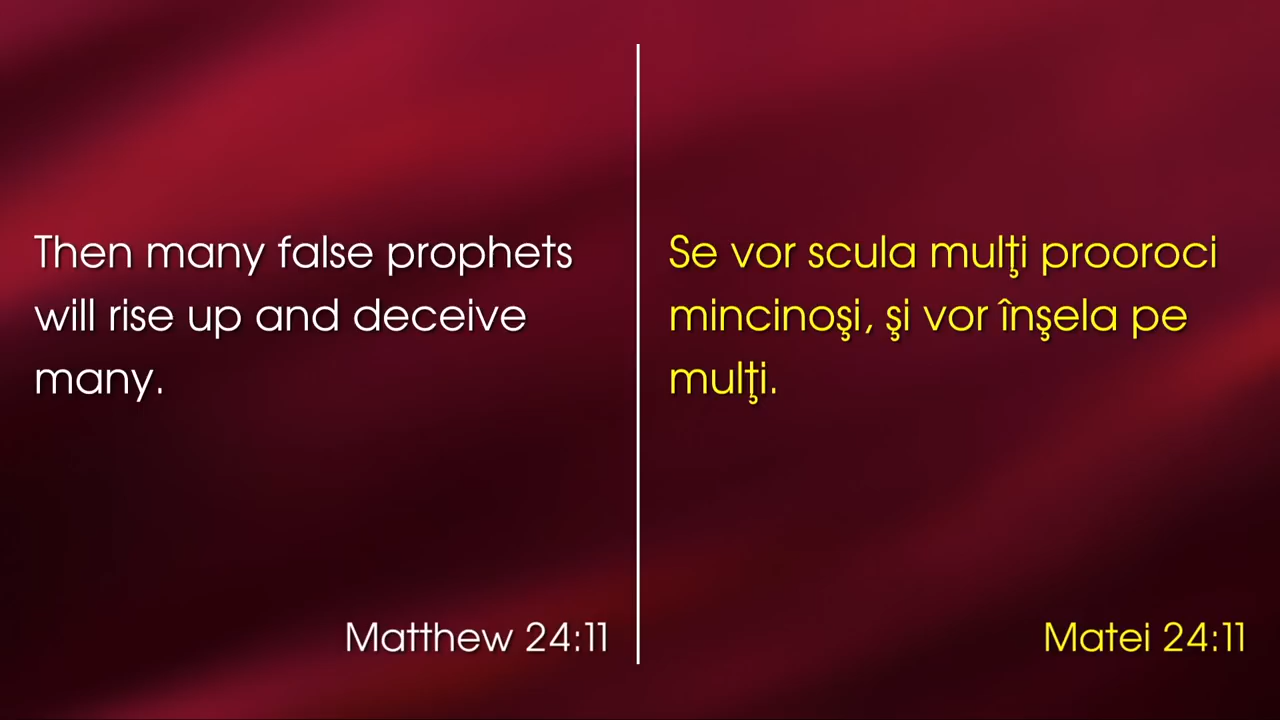 Then many false prophets
will rise up and deceive
many.
Matthew 24:11
Se vor scula mulţi prooroci
mincinoşi, şi vor înşela pe
mulţi.
Matei 24:11